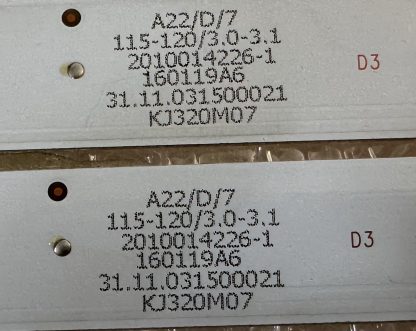 A22/D/7
115-120/3.0-3.1
2010014226-1
160119A6
31.11.031500021
KJ320M07
D3
A22/D/7
115-120/3.0-3.1
2010014226-1
160119A6
31.11.031500021
KJ320M07
D3